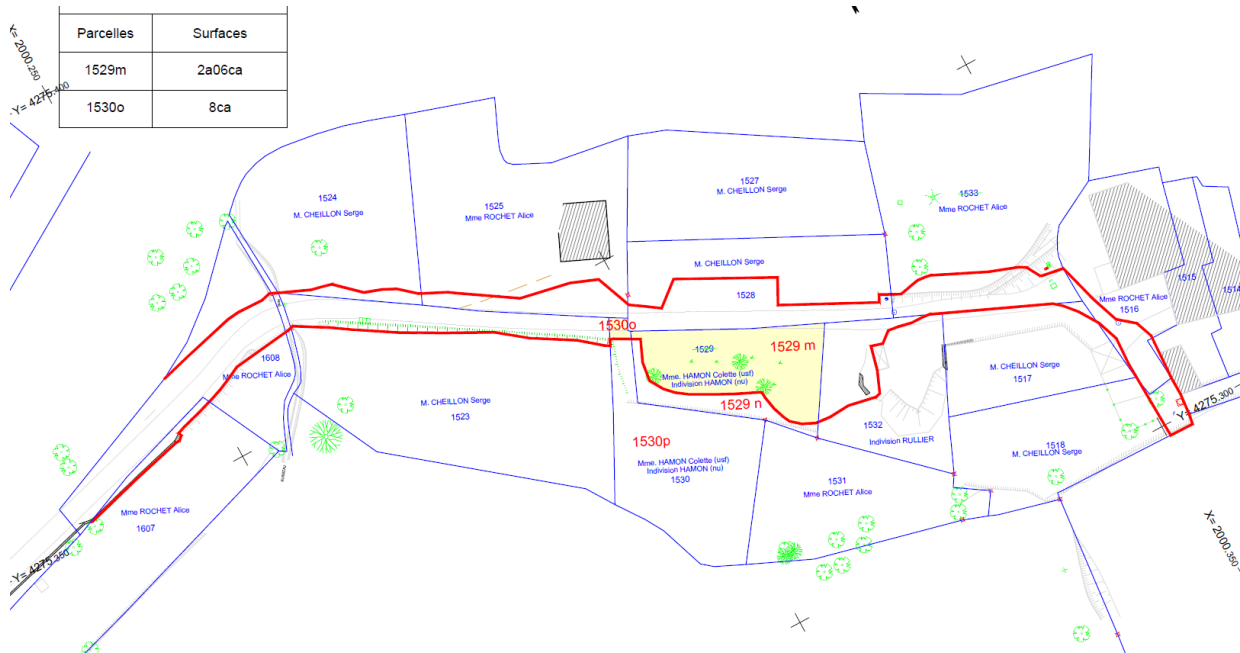 Parcelles Surfaces
1529m 2a06ca
1530o 8ca
X= 2000.250
Y= 4275.400
1524
M. CHEILLON Serge
1525
Mme ROCHET Alice
1527
M. CHEILLON Serge
1533
Mme ROCHET Alice
M. CHEILLON Serge
1528
1515
1514
Mme ROCHET Alice
1516
1530o
1529
1529 m
Mme. HAMON Colette (usf)
Indivision HAMON (nu)
1529 n
1608
Mme ROCHET Alice
M. CHEILLON Serge
1523
M. CHEILLON Serge
1517
1532
Indivision RULLIER
1530p
Mme. HAMON Colette (usf)
Indivision HAMON (nu)
1530
1531
Mme ROCHET Alice
1518
M. CHEILLON Serge
Y= 4275.300
Mme ROCHET Alice
1607
Y= 4275.350
X= 2000.350